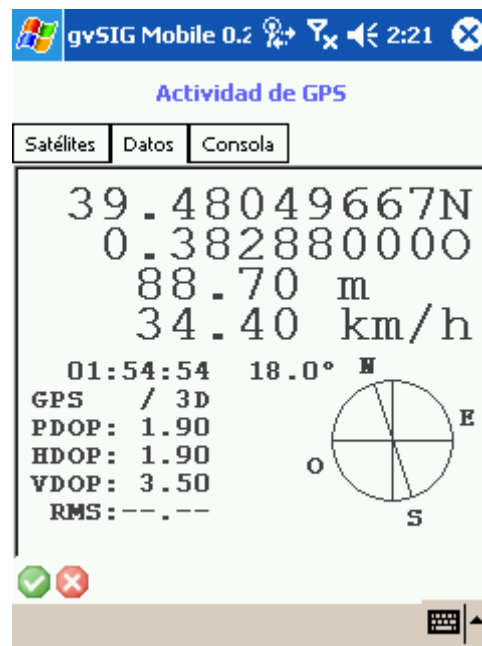 gvSIG Mobile 0.2 2:21
Actividad de GPS
Satélites Datos Consola
39.48049667N
0.38288000O
88.70 m
34.40 km/h
01:54:54 18.0° N
GPS / 3D
PDOP: 1.90 E
HDOP: 1.90
O
VDOP: 3.50
RMS:--.-- S